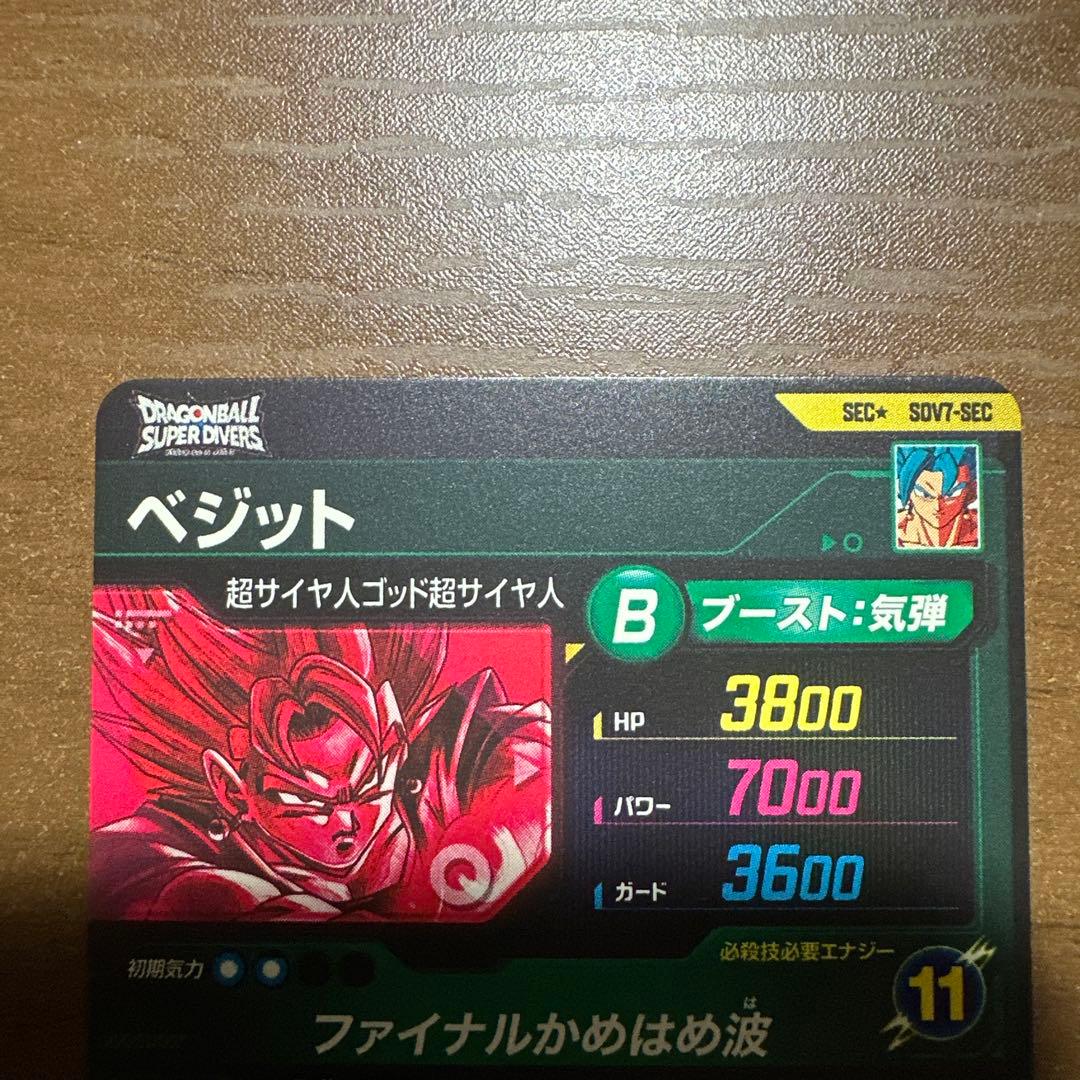 DRAGONBALL
SUPER DIVERS
SEC★ SDV7-SEC
ベジット
超サイヤ人ゴッド超サイヤ人
B ブースト:気弾
HP 3800
パワー 7000
ガード 3600
初期気力
必殺技必要エナジー
11
は
ファイナルかめはめ波